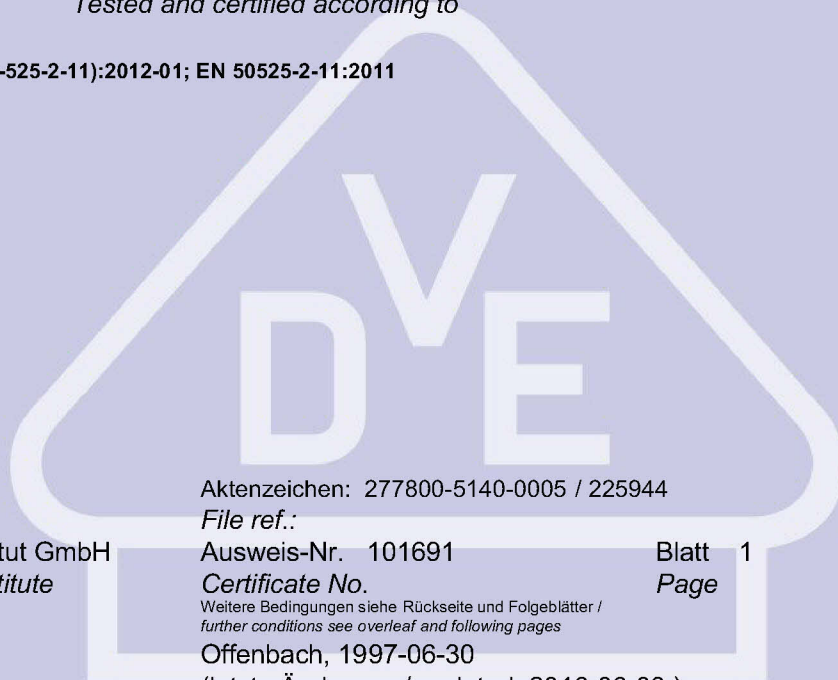 Tested and certified according to
-525-2-11):2012-01; EN 50525-2-11:2011
V
D E
Aktenzeichen: 277800-5140-0005 / 225944
File ref.:
tut GmbH Ausweis-Nr. 101691 Blatt 1
titute Certificate No. Page
Weitere Bedingungen siehe Rückseite und Folgeblätter /
further conditions see overleaf and following pages
Offenbach, 1997-06-30